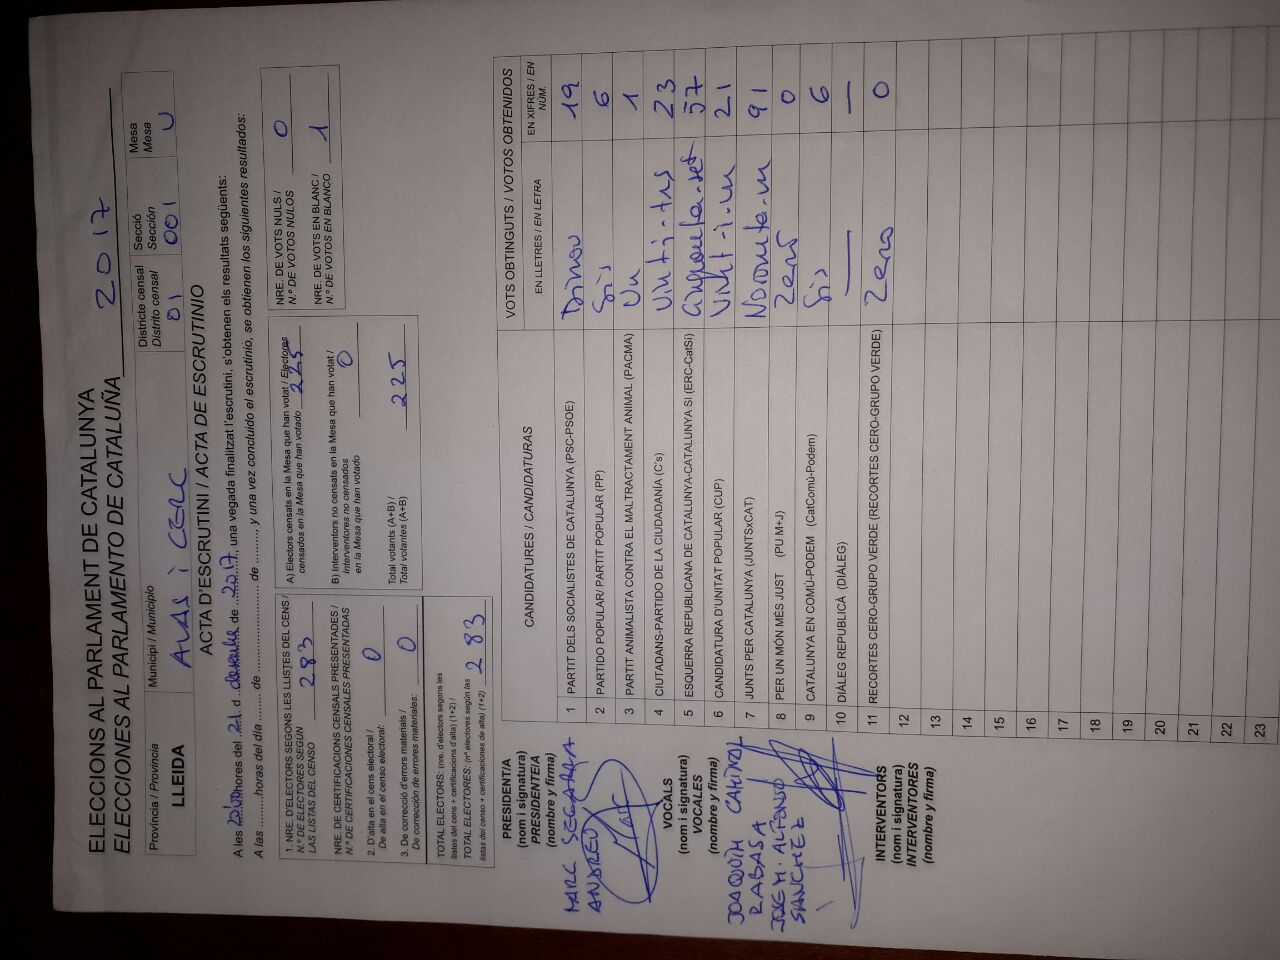 ELECCIONS AL PARLAMENT DE CATALUNYA
ELECCIONES AL PARLAMENTO DE CATALUÑA 2017
Província / Provincia
LLEIDA
Municipi / Municipio
ALÀS i CERC
Districte censal
Distrito censal
01
Secció
Sección
001
Mesa
Mesa
U
ACTA D'ESCRUTINI / ACTA DE ESCRUTINIO
A les hores del 21 d desembre de 2017, una vegada finalitzat l'escrutini, s'obtenen els resultats següents:
A las ......... horas del día ......... de ......... de ........., y una vez concluido el escrutinio, se obtienen los siguientes resultados:
1. NRE. D'ELECTORS SEGONS LES LLISTES DEL CENS /
N.º DE ELECTORES SEGÚN
LAS LISTAS DEL CENSO 283
NRE. DE CERTIFICACIONS CENSALS PRESENTADES /
N.º DE CERTIFICACIONES CENSALES PRESENTADAS
2. D'alta en el cens electoral /
De alta en el censo electoral: 0
3. De correcció d'errors materials /
De corrección de errores materiales: 0
TOTAL ELECTORS: (nre. d'electors segons les
llistes del cens + certificacions d'alta) (1+2) /
TOTAL ELECTORES: (nº electores según las
listas del censo + certificaciones de alta) (1+2) 283
A) Electors censats en la Mesa que han votat / Electores
censados en la Mesa que han votado 225
B) Interventors no censats en la Mesa que han votat /
Interventores no censados
en la Mesa que han votado 0
Total votants (A+B) /
Total votantes (A+B) 225
NRE. DE VOTS NULS /
N.º DE VOTOS NULOS 0
NRE. DE VOTS EN BLANC /
N.º DE VOTOS EN BLANCO 1
CANDIDATURES / CANDIDATURAS
VOTS OBTINGUTS / VOTOS OBTENIDOS
EN LLETRES / EN LETRA
EN XIFRES / EN NÚM.
1 PARTIT DELS SOCIALISTES DE CATALUNYA (PSC-PSOE) Dinou 19
2 PARTIDO POPULAR/ PARTIT POPULAR (PP) Sis 6
3 PARTIT ANIMALISTA CONTRA EL MALTRACTAMENT ANIMAL (PACMA) Un 1
4 CIUTADANS-PARTIDO DE LA CIUDADANÍA (C's) Vinti-tres 23
5 ESQUERRA REPUBLICANA DE CATALUNYA-CATALUNYA SI (ERC-CatSí) cinquanta-set 57
6 CANDIDATURA D'UNITAT POPULAR (CUP) Vint-i-un 21
7 JUNTS PER CATALUNYA (JUNTSxCAT) Noranta-un 91
8 PER UN MÓN MÉS JUST (PU M+J) Zero 0
9 CATALUNYA EN COMÚ-PODEM (CatComú-Podem) Sis 6
10 DIÀLEG REPUBLICÀ (DIÀLEG) — —
11 RECORTES CERO-GRUPO VERDE (RECORTES CERO-GRUPO VERDE) Zero 0
12
13
14
15
16
17
18
19
20
21
22
23
PRESIDENT/A
(nom i signatura)
PRESIDENTE/A
(nombre y firma)
MARC SEGARRA
ANDREU
VOCALS
(nom i signatura)
VOCALES
(nombre y firma)
JOAQUÍN
RABASA
JOSE M. ALFONSO
SANCHEZ
INTERVENTORS
(nom i signatura)
INTERVENTORES
(nombre y firma)